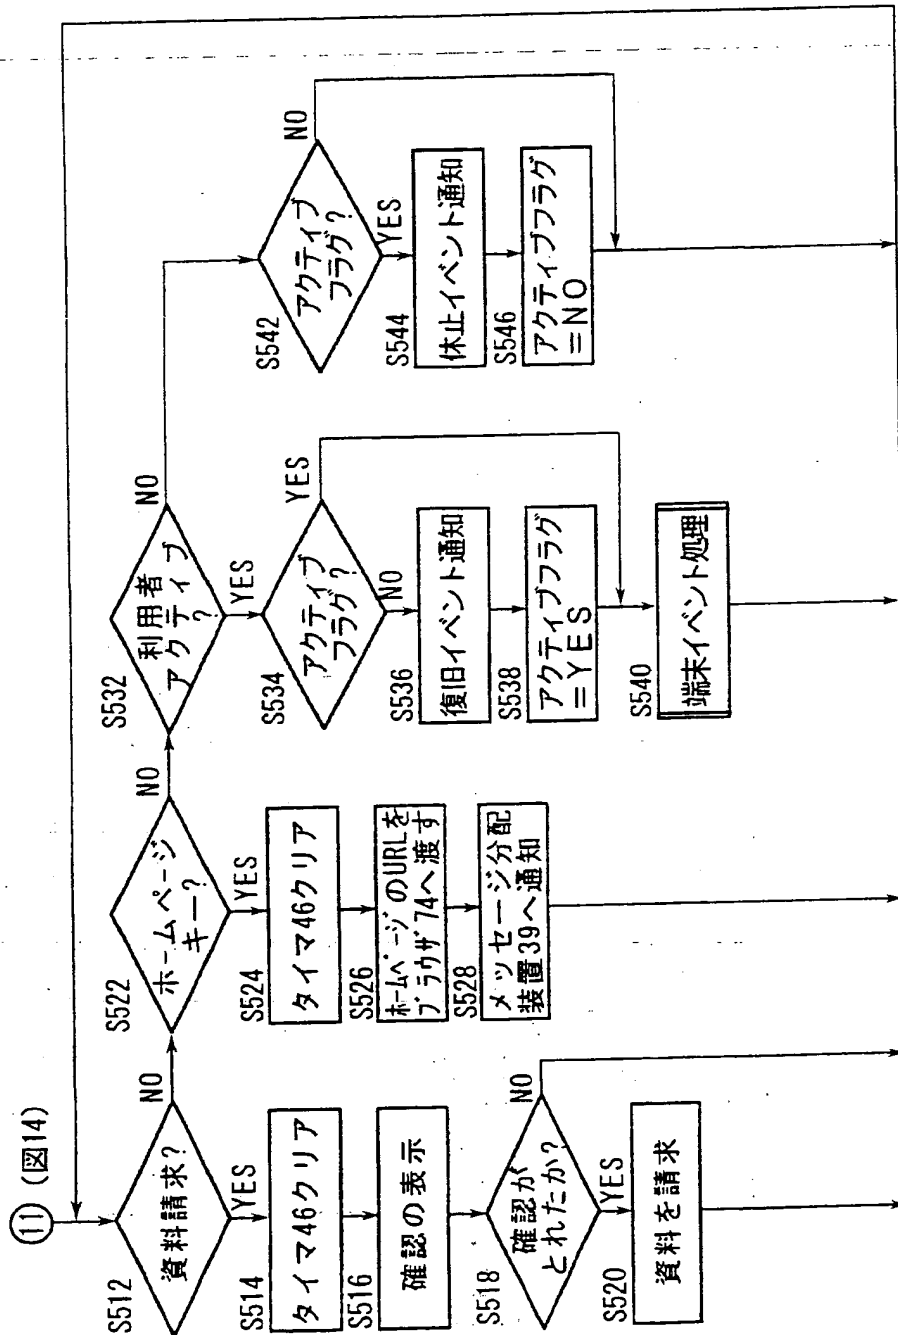 ⑪ (図14)
S512
資料請求?
NO
YES
S514
タイマ46クリア
S516
確認の表示
S518
確認が
とれたか?
NO
YES
S520
資料を請求
S522
ホームページ
キー?
NO
YES
S524
タイマ46クリア
S526
ホームページのURLを
ブラウザ74へ渡す
S528
メッセージ分配
装置39へ通知
S532
利用者
アクティブ
?
NO
YES
S534
アクティブ
フラグ?
YES
NO
S536
復旧イベント通知
S538
アクティブフラグ
=YES
S540
端末イベント処理
S542
アクティブ
フラグ?
NO
YES
S544
休止イベント通知
S546
アクティブフラグ
=NO